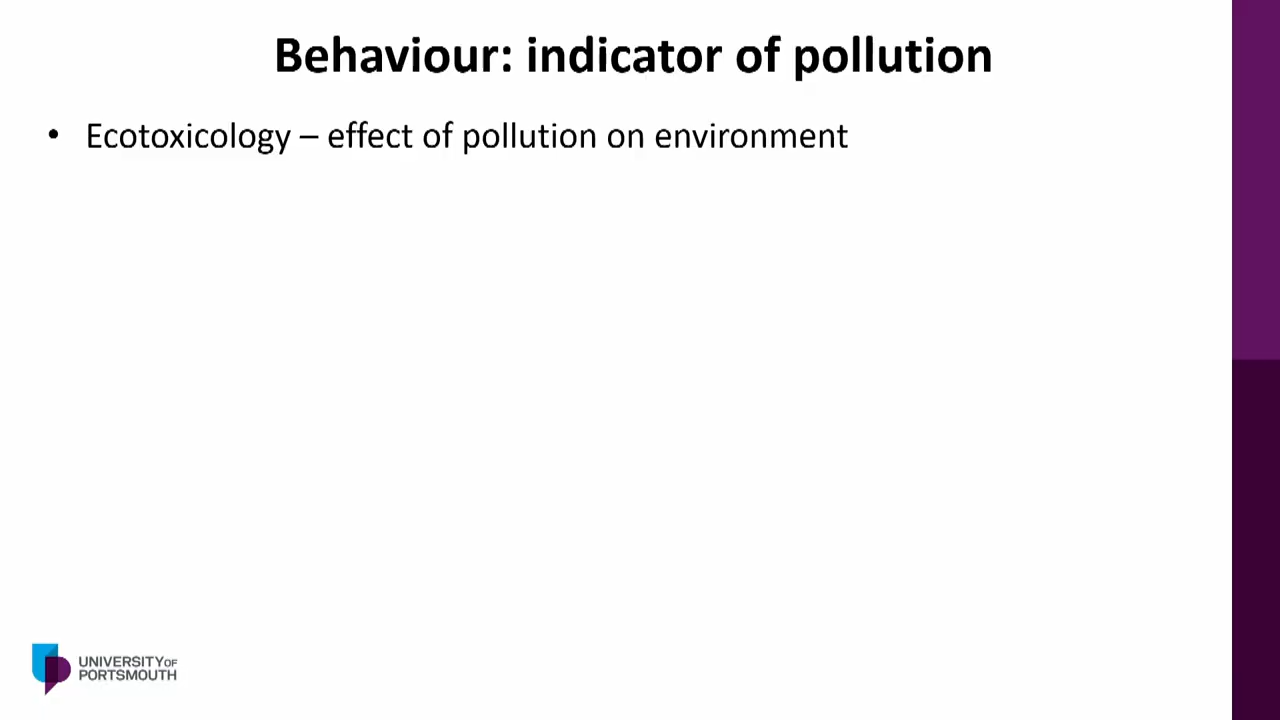 Behaviour: indicator of pollution
• Ecotoxicology – effect of pollution on environment
UNIVERSITY OF
PORTSMOUTH